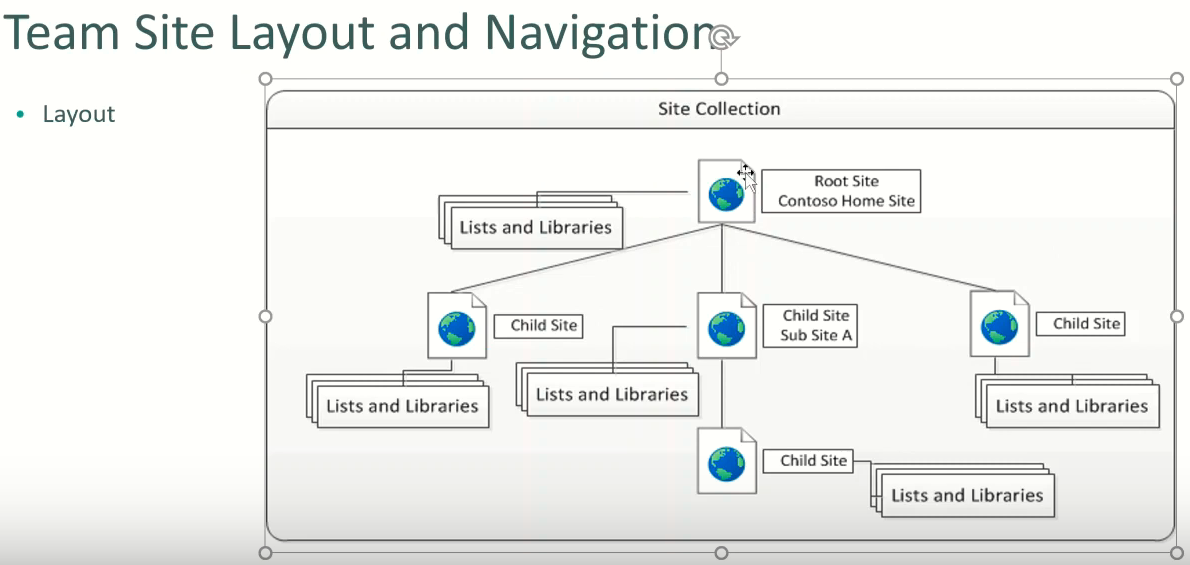 Team Site Layout and Navigation
• Layout
Site Collection
Root Site
Contoso Home Site
Lists and Libraries
Child Site
Child Site
Sub Site A
Child Site
Lists and Libraries
Lists and Libraries
Lists and Libraries
Child Site
Lists and Libraries